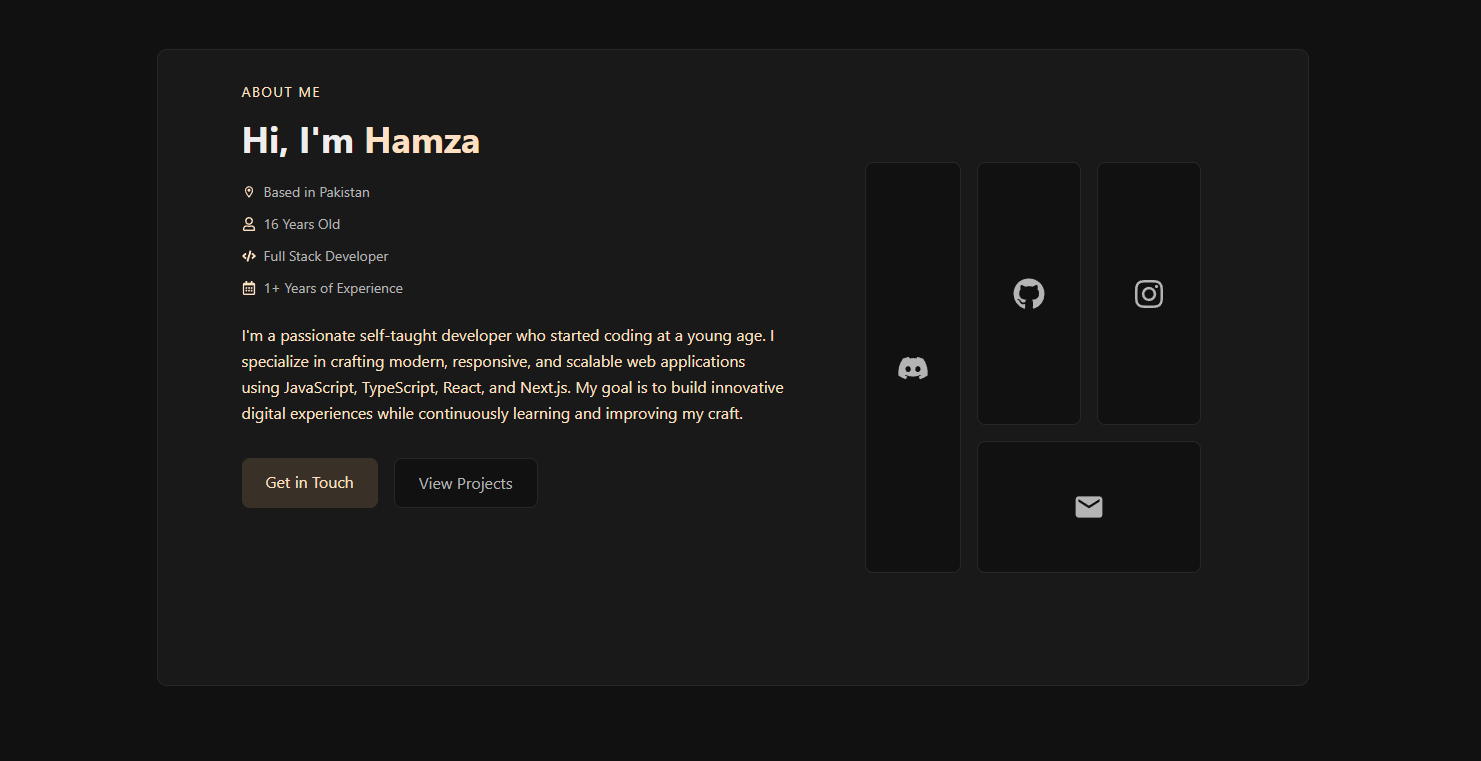 ABOUT ME
Hi, I'm Hamza
Based in Pakistan
16 Years Old
Full Stack Developer
1+ Years of Experience
I'm a passionate self-taught developer who started coding at a young age. I
specialize in crafting modern, responsive, and scalable web applications
using JavaScript, TypeScript, React, and Next.js. My goal is to build innovative
digital experiences while continuously learning and improving my craft.
Get in Touch
View Projects